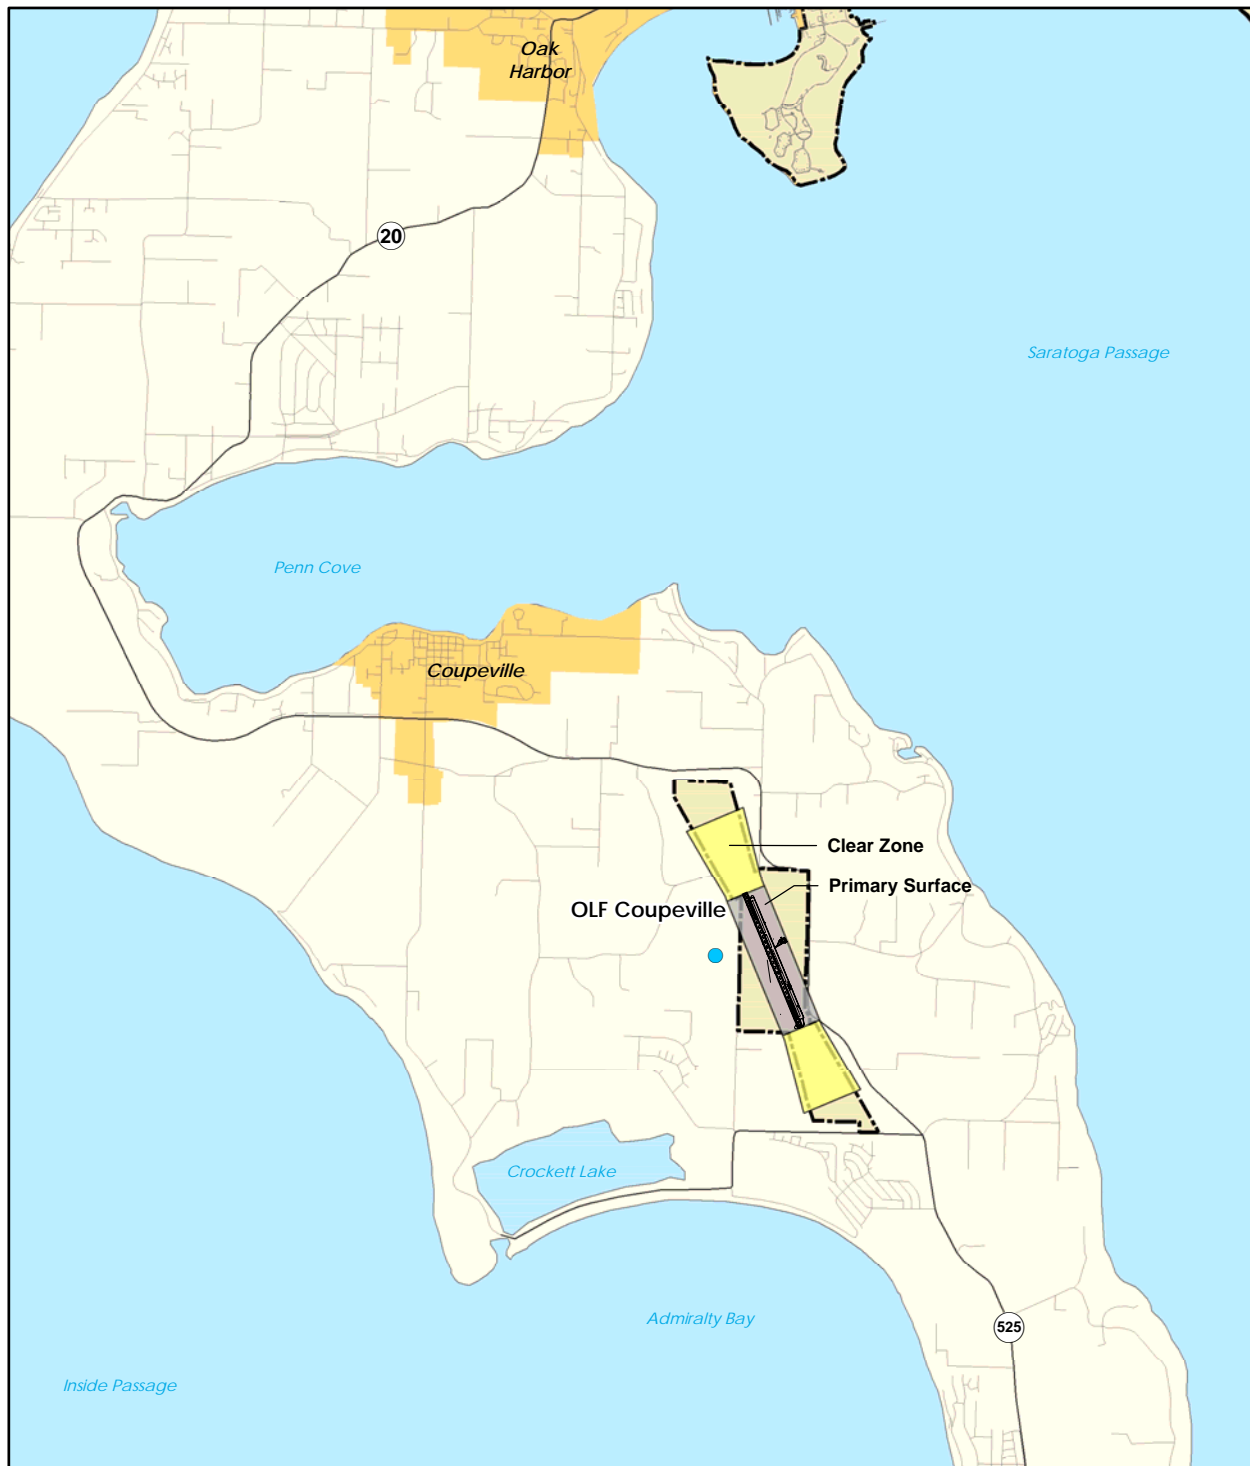 Oak
Harbor
20
Saratoga Passage
Penn Cove
Coupeville
Clear Zone
Primary Surface
OLF Coupeville
Crockett Lake
Admiralty Bay
525
Inside Passage